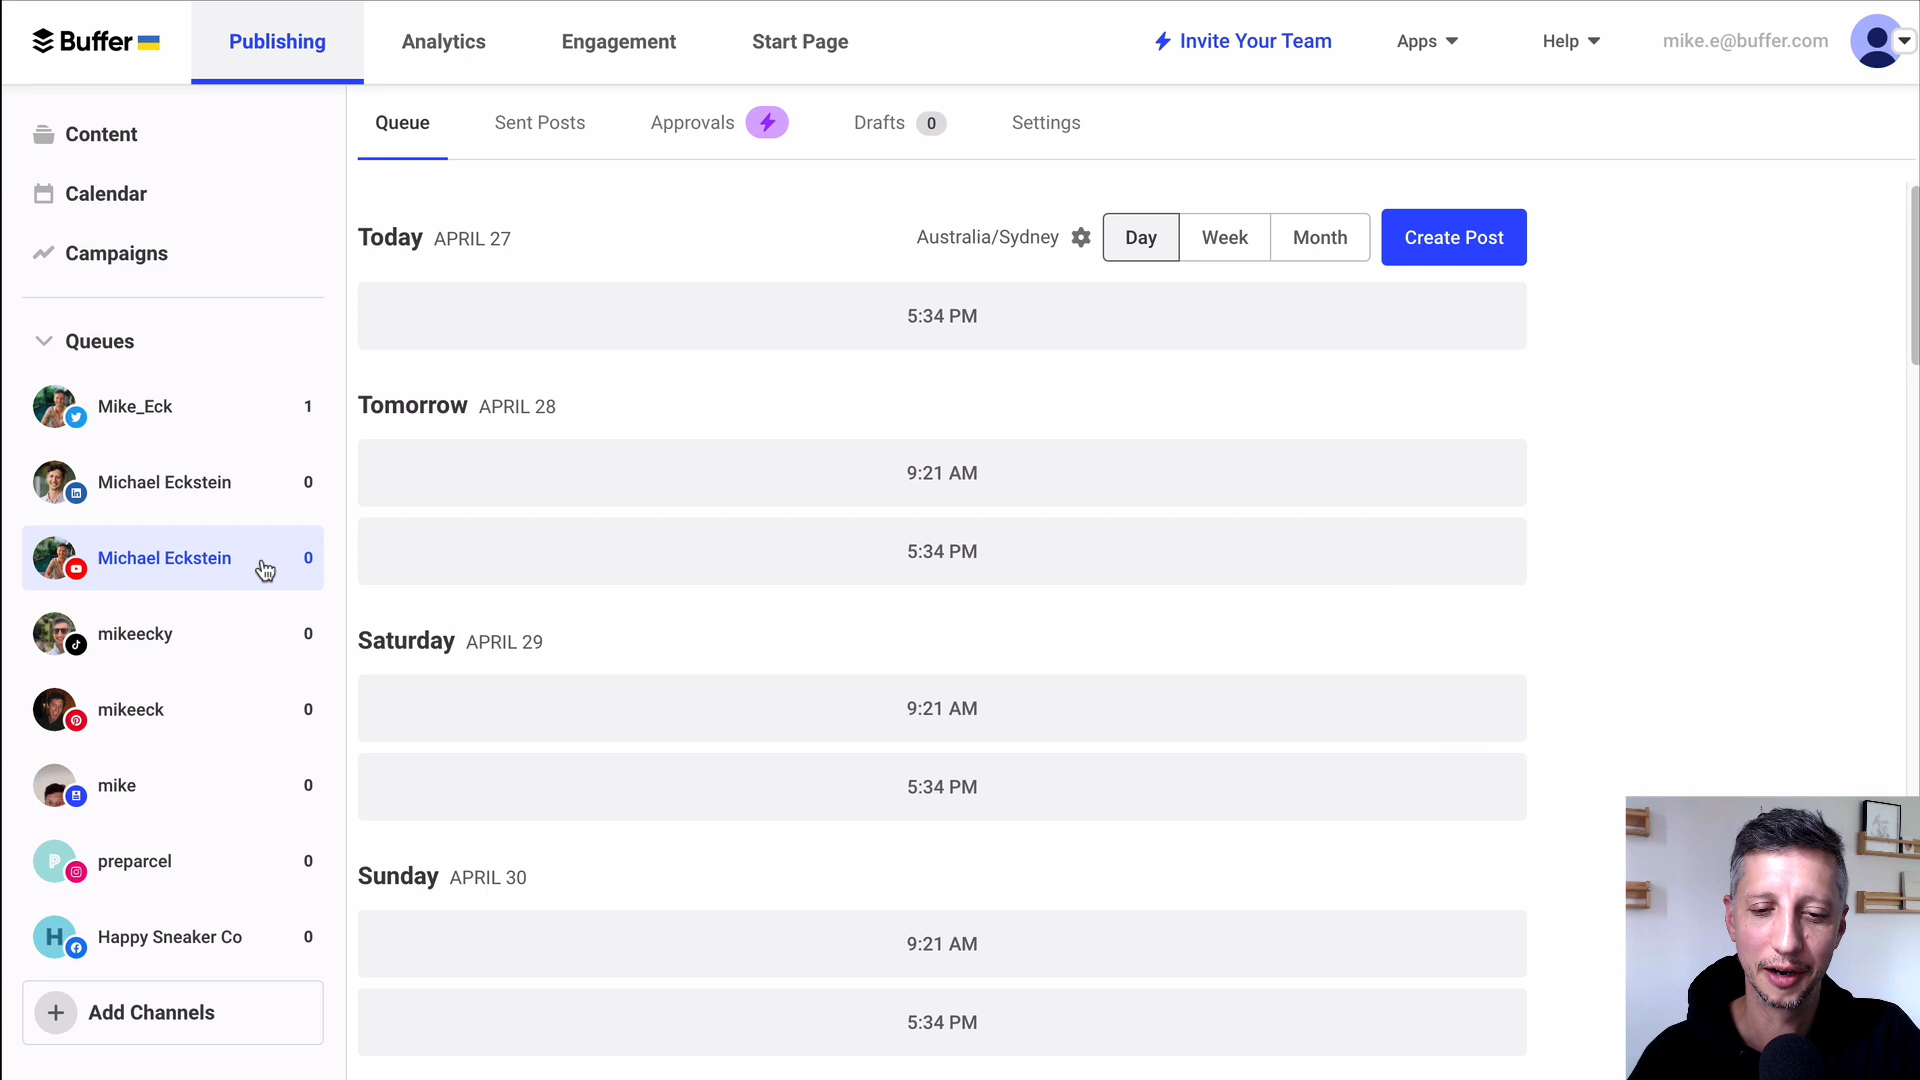 Buffer
Publishing
Analytics
Engagement
Start Page
Invite Your Team
Apps
Help
mike.e@buffer.com
Content
Calendar
Campaigns
Queues
Mike_Eck 1
Michael Eckstein 0
Michael Eckstein 0
mikeecky 0
mikeeck 0
mike 0
P
preparcel 0
H
Happy Sneaker Co 0
+ Add Channels
Queue
Sent Posts
Approvals
Drafts 0
Settings
Today APRIL 27
Australia/Sydney
Day
Week
Month
Create Post
5:34 PM
Tomorrow APRIL 28
9:21 AM
5:34 PM
Saturday APRIL 29
9:21 AM
5:34 PM
Sunday APRIL 30
9:21 AM
5:34 PM